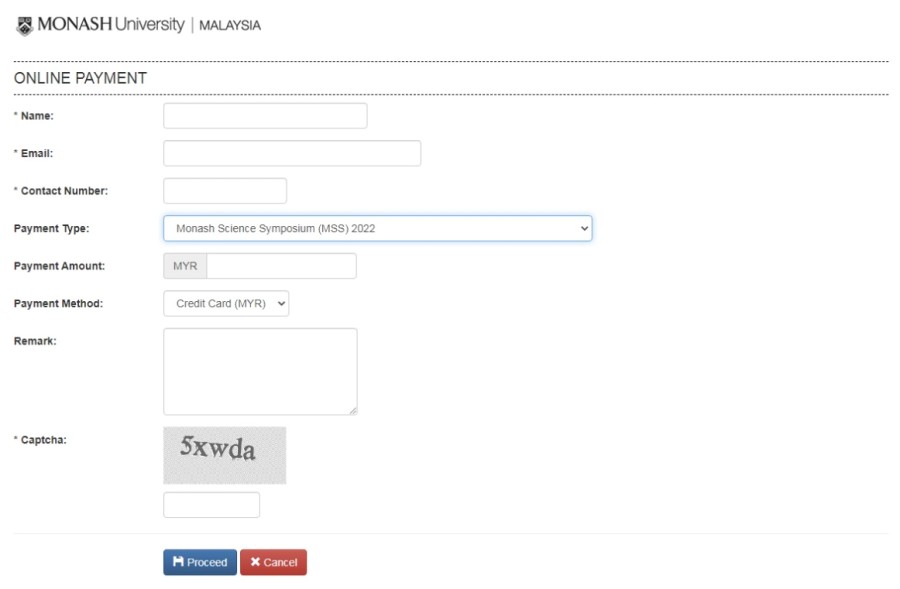 MONASH University | MALAYSIA
ONLINE PAYMENT
* Name:
* Email:
* Contact Number:
Payment Type: Monash Science Symposium (MSS) 2022
Payment Amount: MYR
Payment Method: Credit Card (MYR)
Remark:
* Captcha: 5xwda
Proceed Cancel